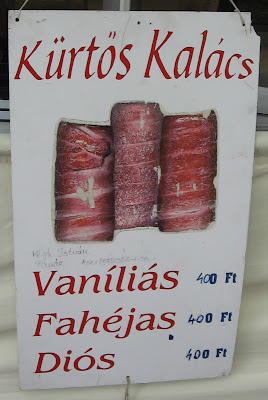 Kürtős Kalács
Vaníliás 400 Ft
Fahéjas 400 Ft
Diós 400 Ft